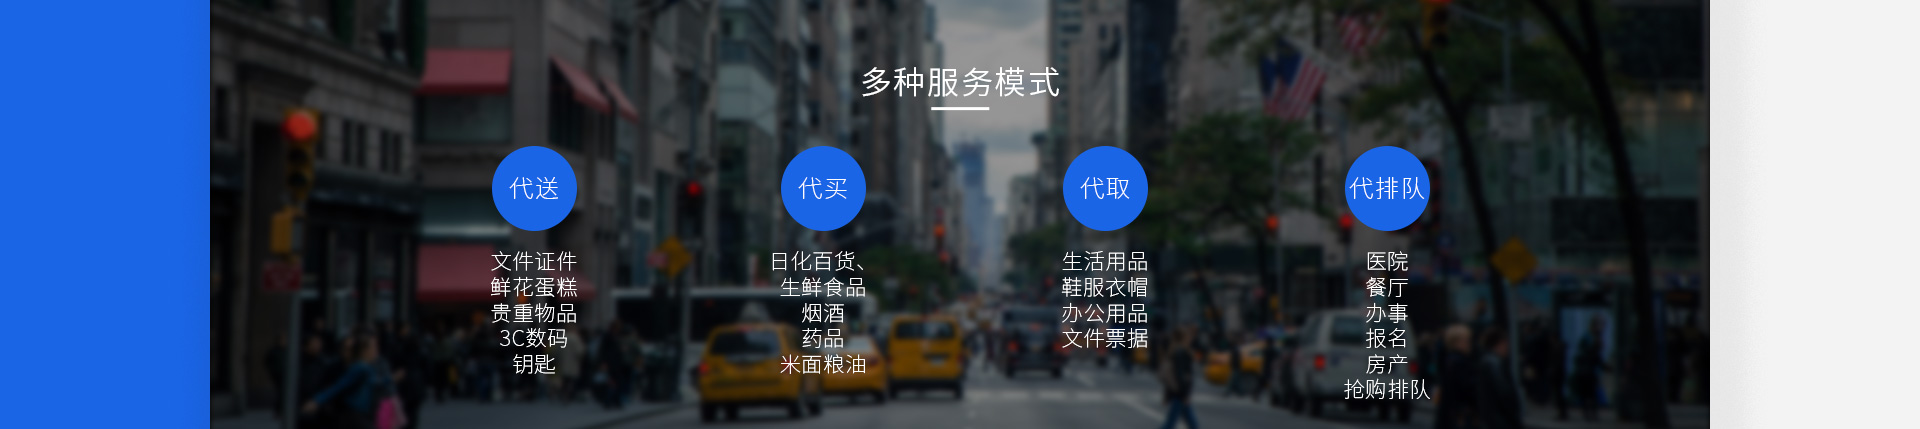 多种服务模式
代送
文件证件
鲜花蛋糕
贵重物品
3C数码
钥匙
代买
日化百货、
生鲜食品
烟酒
药品
米面粮油
代取
生活用品
鞋服衣帽
办公用品
文件票据
代排队
医院
餐厅
办事
报名
房产
抢购排队